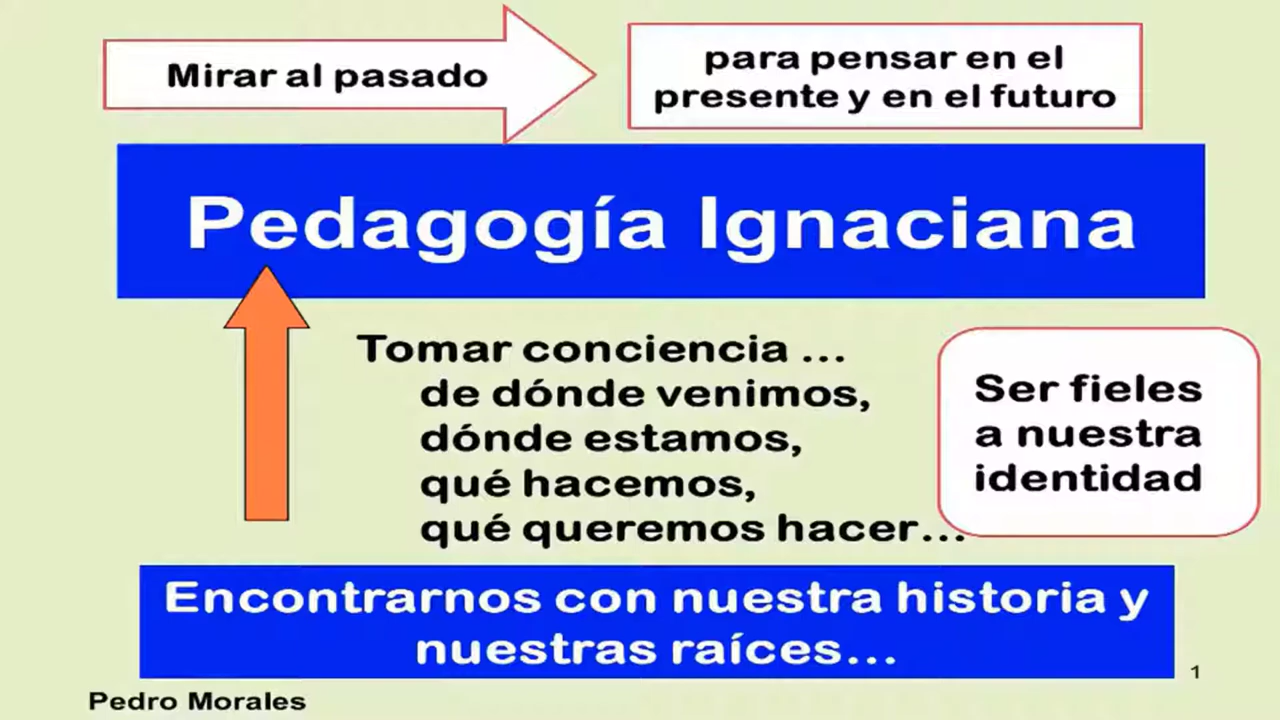 Mirar al pasado
para pensar en el
presente y en el futuro
Pedagogía Ignaciana
Tomar conciencia ...
de dónde venimos,
dónde estamos,
qué hacemos,
qué queremos hacer...
Ser fieles
a nuestra
identidad
Encontrarnos con nuestra historia y
nuestras raíces...
1
Pedro Morales